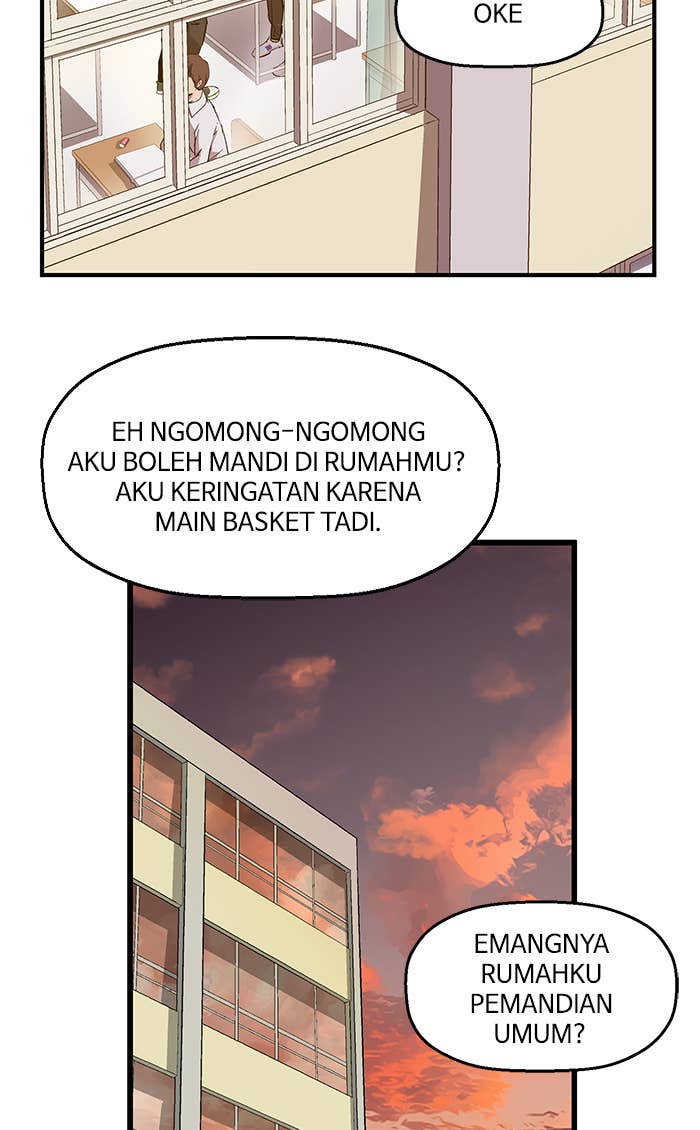 OKE
EH NGOMONG-NGOMONG
AKU BOLEH MANDI DI RUMAHMU?
AKU KERINGATAN KARENA
MAIN BASKET TADI.
EMANGNYA
RUMAHKU
PEMANDIAN
UMUM?